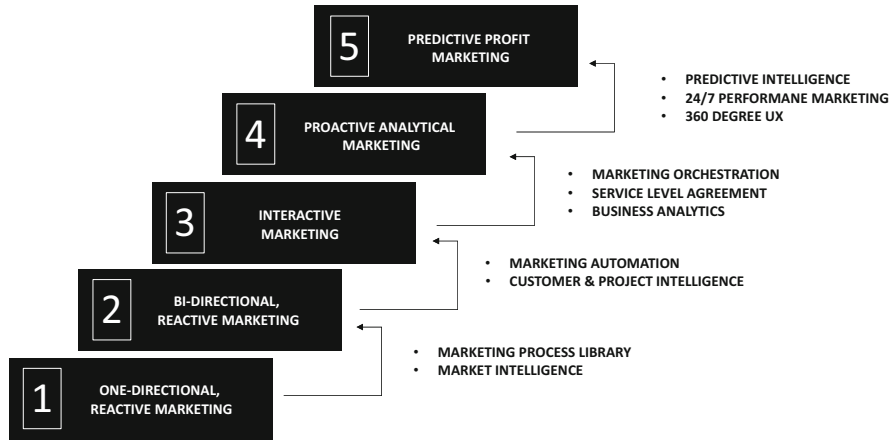 5
PREDICTIVE PROFIT
MARKETING
• PREDICTIVE INTELLIGENCE
• 24/7 PERFORMANE MARKETING
• 360 DEGREE UX
4
PROACTIVE ANALYTICAL
MARKETING
• MARKETING ORCHESTRATION
• SERVICE LEVEL AGREEMENT
• BUSINESS ANALYTICS
3
INTERACTIVE
MARKETING
• MARKETING AUTOMATION
• CUSTOMER & PROJECT INTELLIGENCE
2
BI-DIRECTIONAL,
REACTIVE MARKETING
• MARKETING PROCESS LIBRARY
• MARKET INTELLIGENCE
1
ONE-DIRECTIONAL,
REACTIVE MARKETING